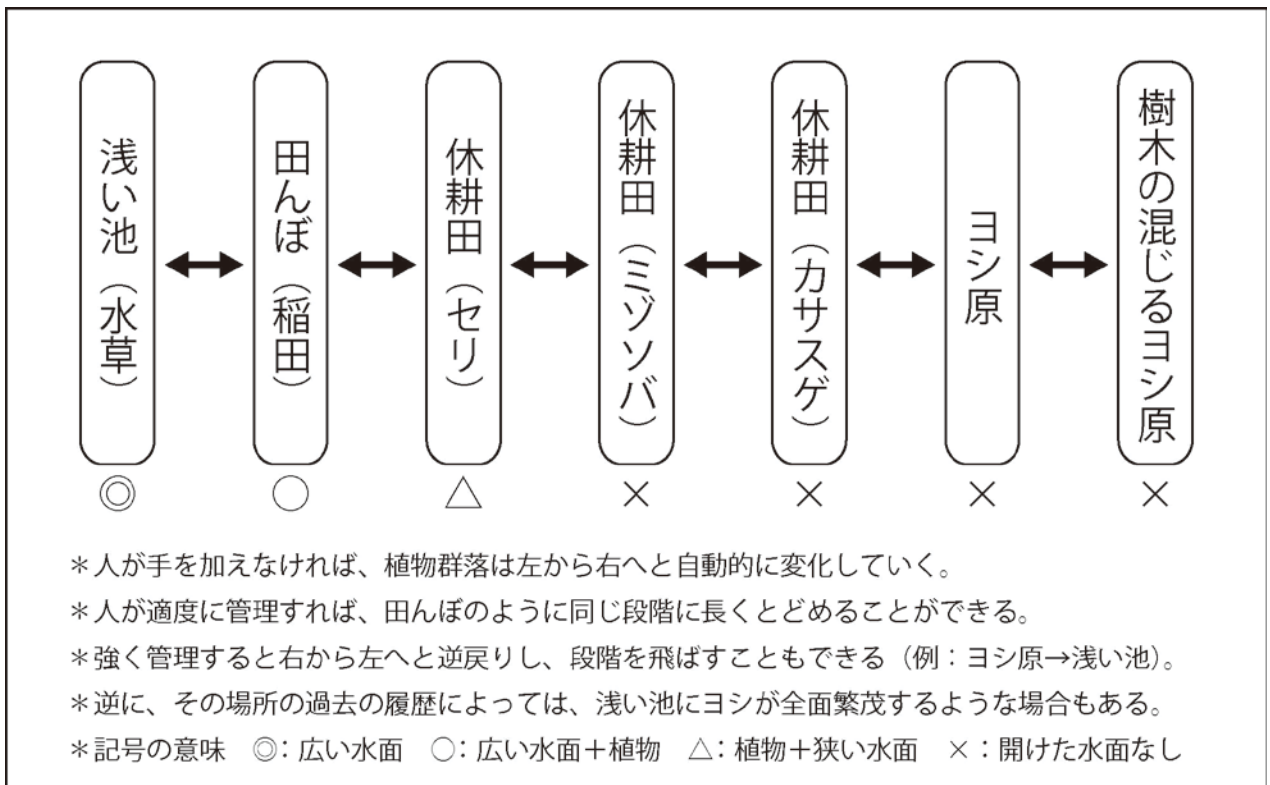 浅い池（水草）
田んぼ（稲田）
休耕田（セリ）
休耕田（ミゾソバ）
休耕田（カサスゲ）
ヨシ原
樹木の混じるヨシ原
◎
○
△
×
×
×
×
＊人が手を加えなければ、植物群落は左から右へと自動的に変化していく。
＊人が適度に管理すれば、田んぼのように同じ段階に長くとどめることができる。
＊強く管理すると右から左へと逆戻りし、段階を飛ばすこともできる（例：ヨシ原→浅い池）。
＊逆に、その場所の過去の履歴によっては、浅い池にヨシが全面繁茂するような場合もある。
＊記号の意味　◎：広い水面　○：広い水面＋植物　△：植物＋狭い水面　×：開けた水面なし